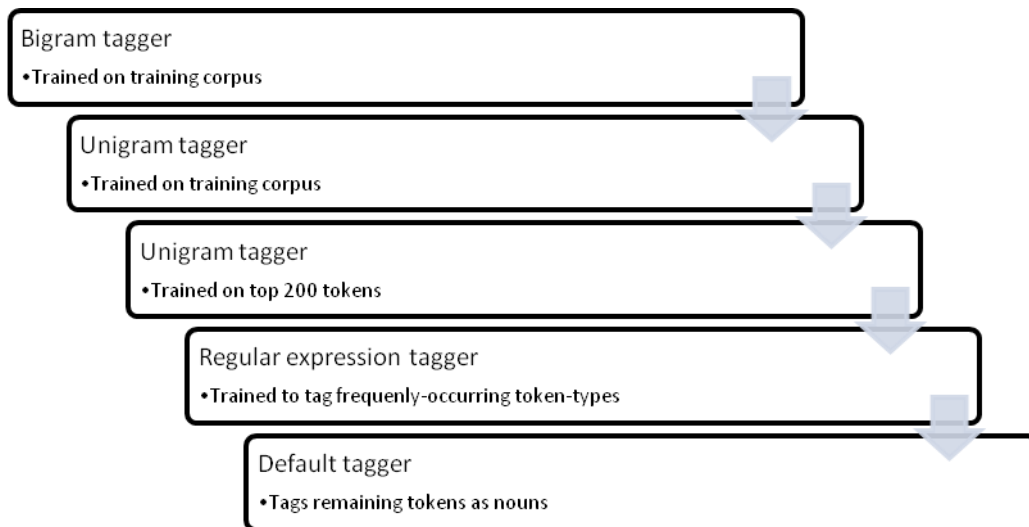 Bigram tagger
•Trained on training corpus
Unigram tagger
•Trained on training corpus
Unigram tagger
•Trained on top 200 tokens
Regular expression tagger
•Trained to tag frequenly-occurring token-types
Default tagger
•Tags remaining tokens as nouns